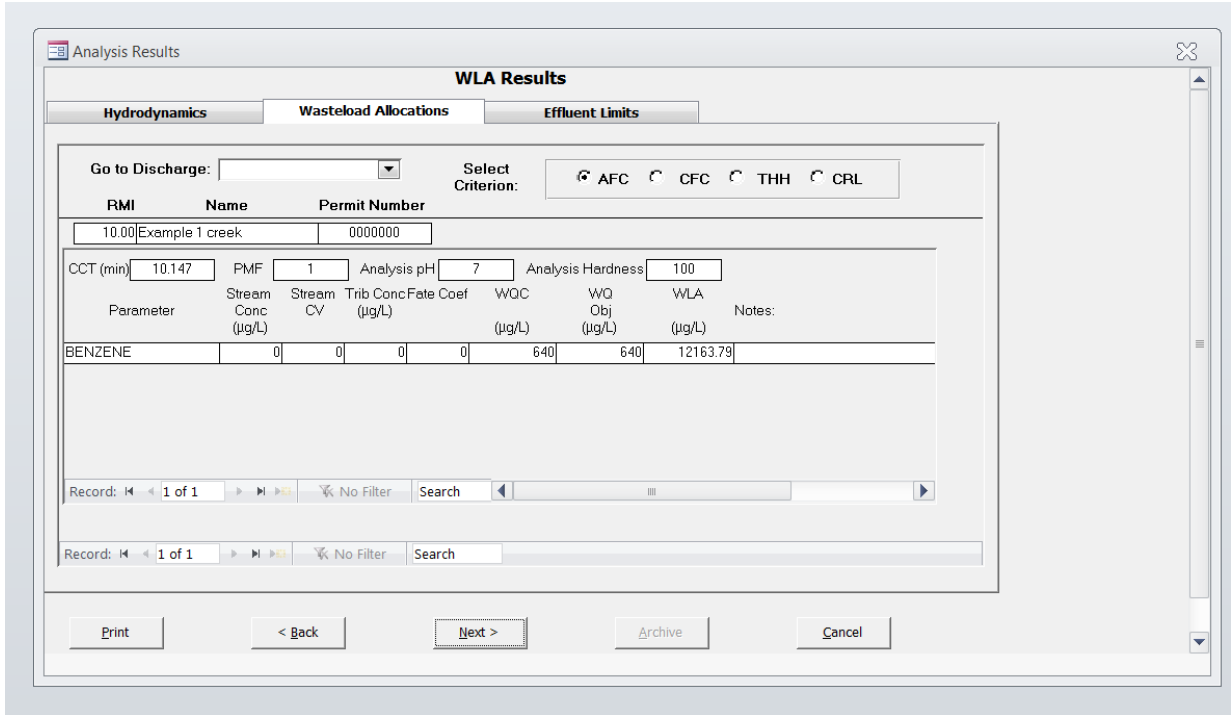 Analysis Results
WLA Results
Hydrodynamics Wasteload Allocations Effluent Limits
Go to Discharge: Select Criterion: AFC CFC THH CRL
RMI Name Permit Number
10.00 Example 1 creek 0000000
CCT (min) 10.147 PMF 1 Analysis pH 7 Analysis Hardness 100
Parameter Stream Conc (µg/L) Stream CV Trib Conc (µg/L) Fate Coef WQC (µg/L) WQ Obj (µg/L) WLA (µg/L) Notes:
BENZENE 0 0 0 0 640 640 12163.79
Record: 1 of 1 No Filter Search
Record: 1 of 1 No Filter Search
Print < Back Next > Archive Cancel